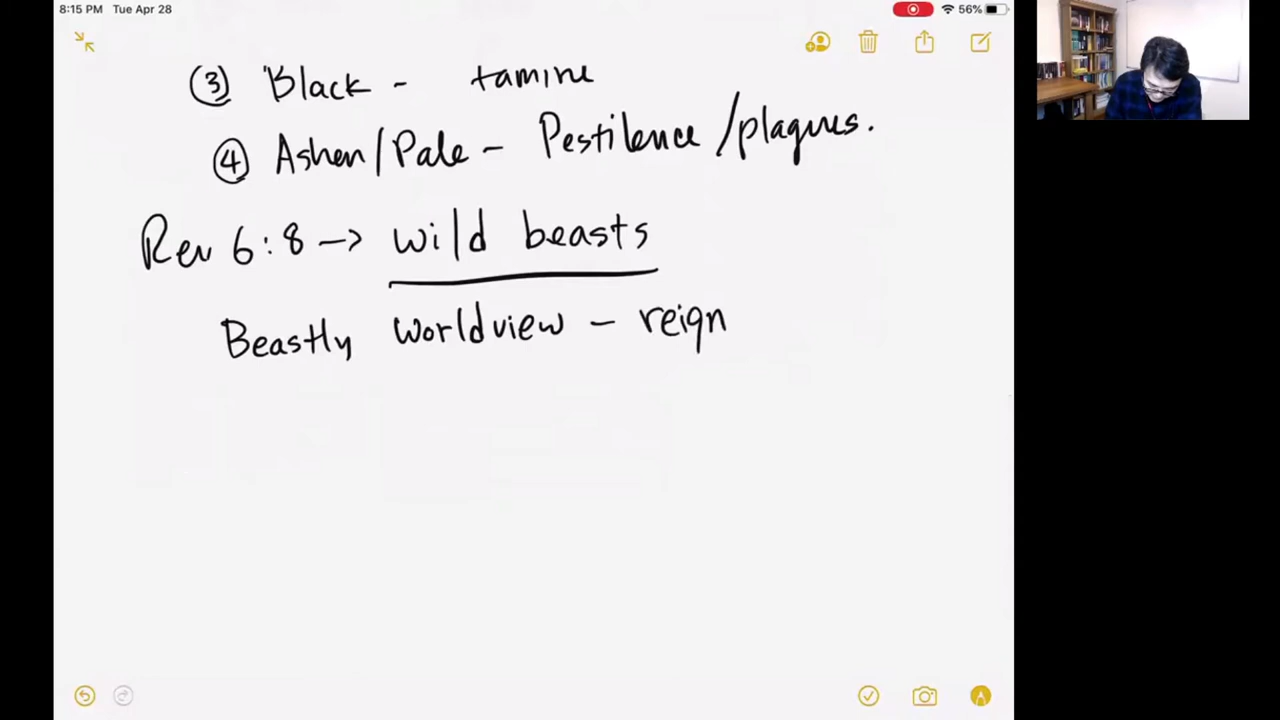 8:15 PM Tue Apr 28 56%
③ Black - famine
④ Ashen/Pale - Pestilence/plagues.
Rev 6:8 -> wild beasts
Beastly worldview - reign